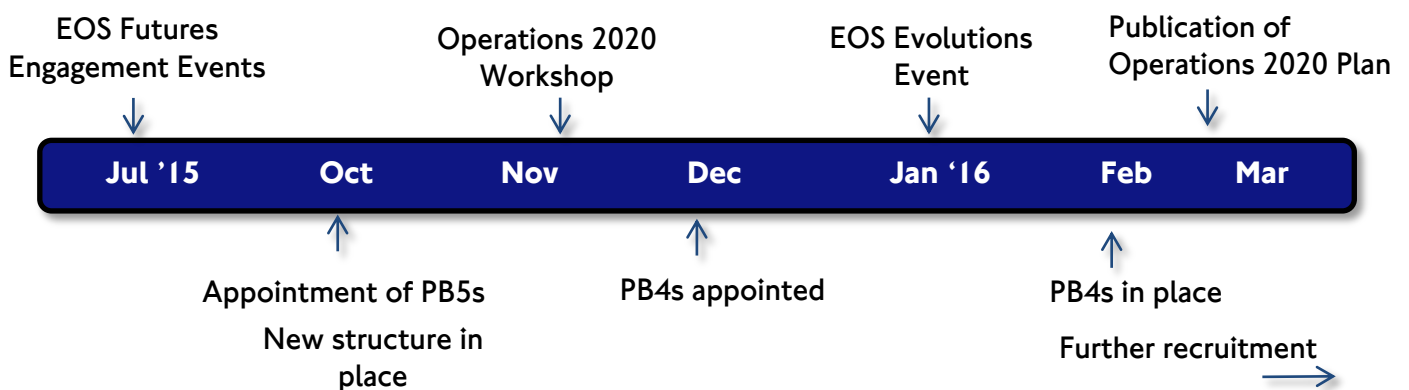 EOS Futures
Engagement Events
Operations 2020
Workshop
EOS Evolutions
Event
Publication of
Operations 2020 Plan
Jul ’15
Oct
Nov
Dec
Jan ‘16
Feb
Mar
Appointment of PB5s
New structure in
place
PB4s appointed
PB4s in place
Further recruitment